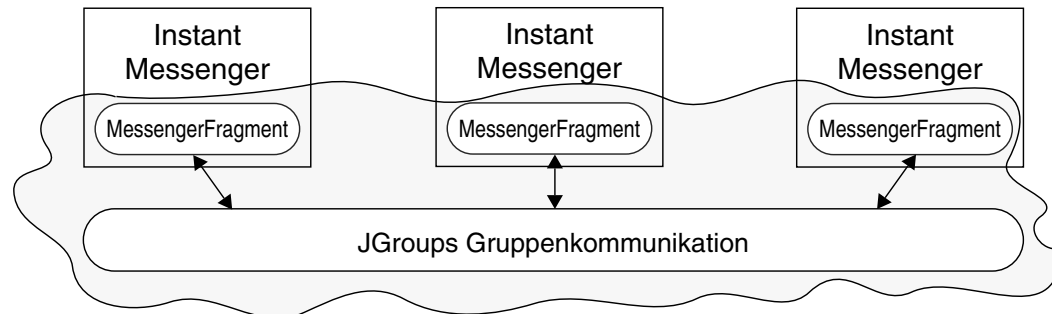 Instant
Messenger
MessengerFragment
Instant
Messenger
MessengerFragment
Instant
Messenger
MessengerFragment
JGroups Gruppenkommunikation